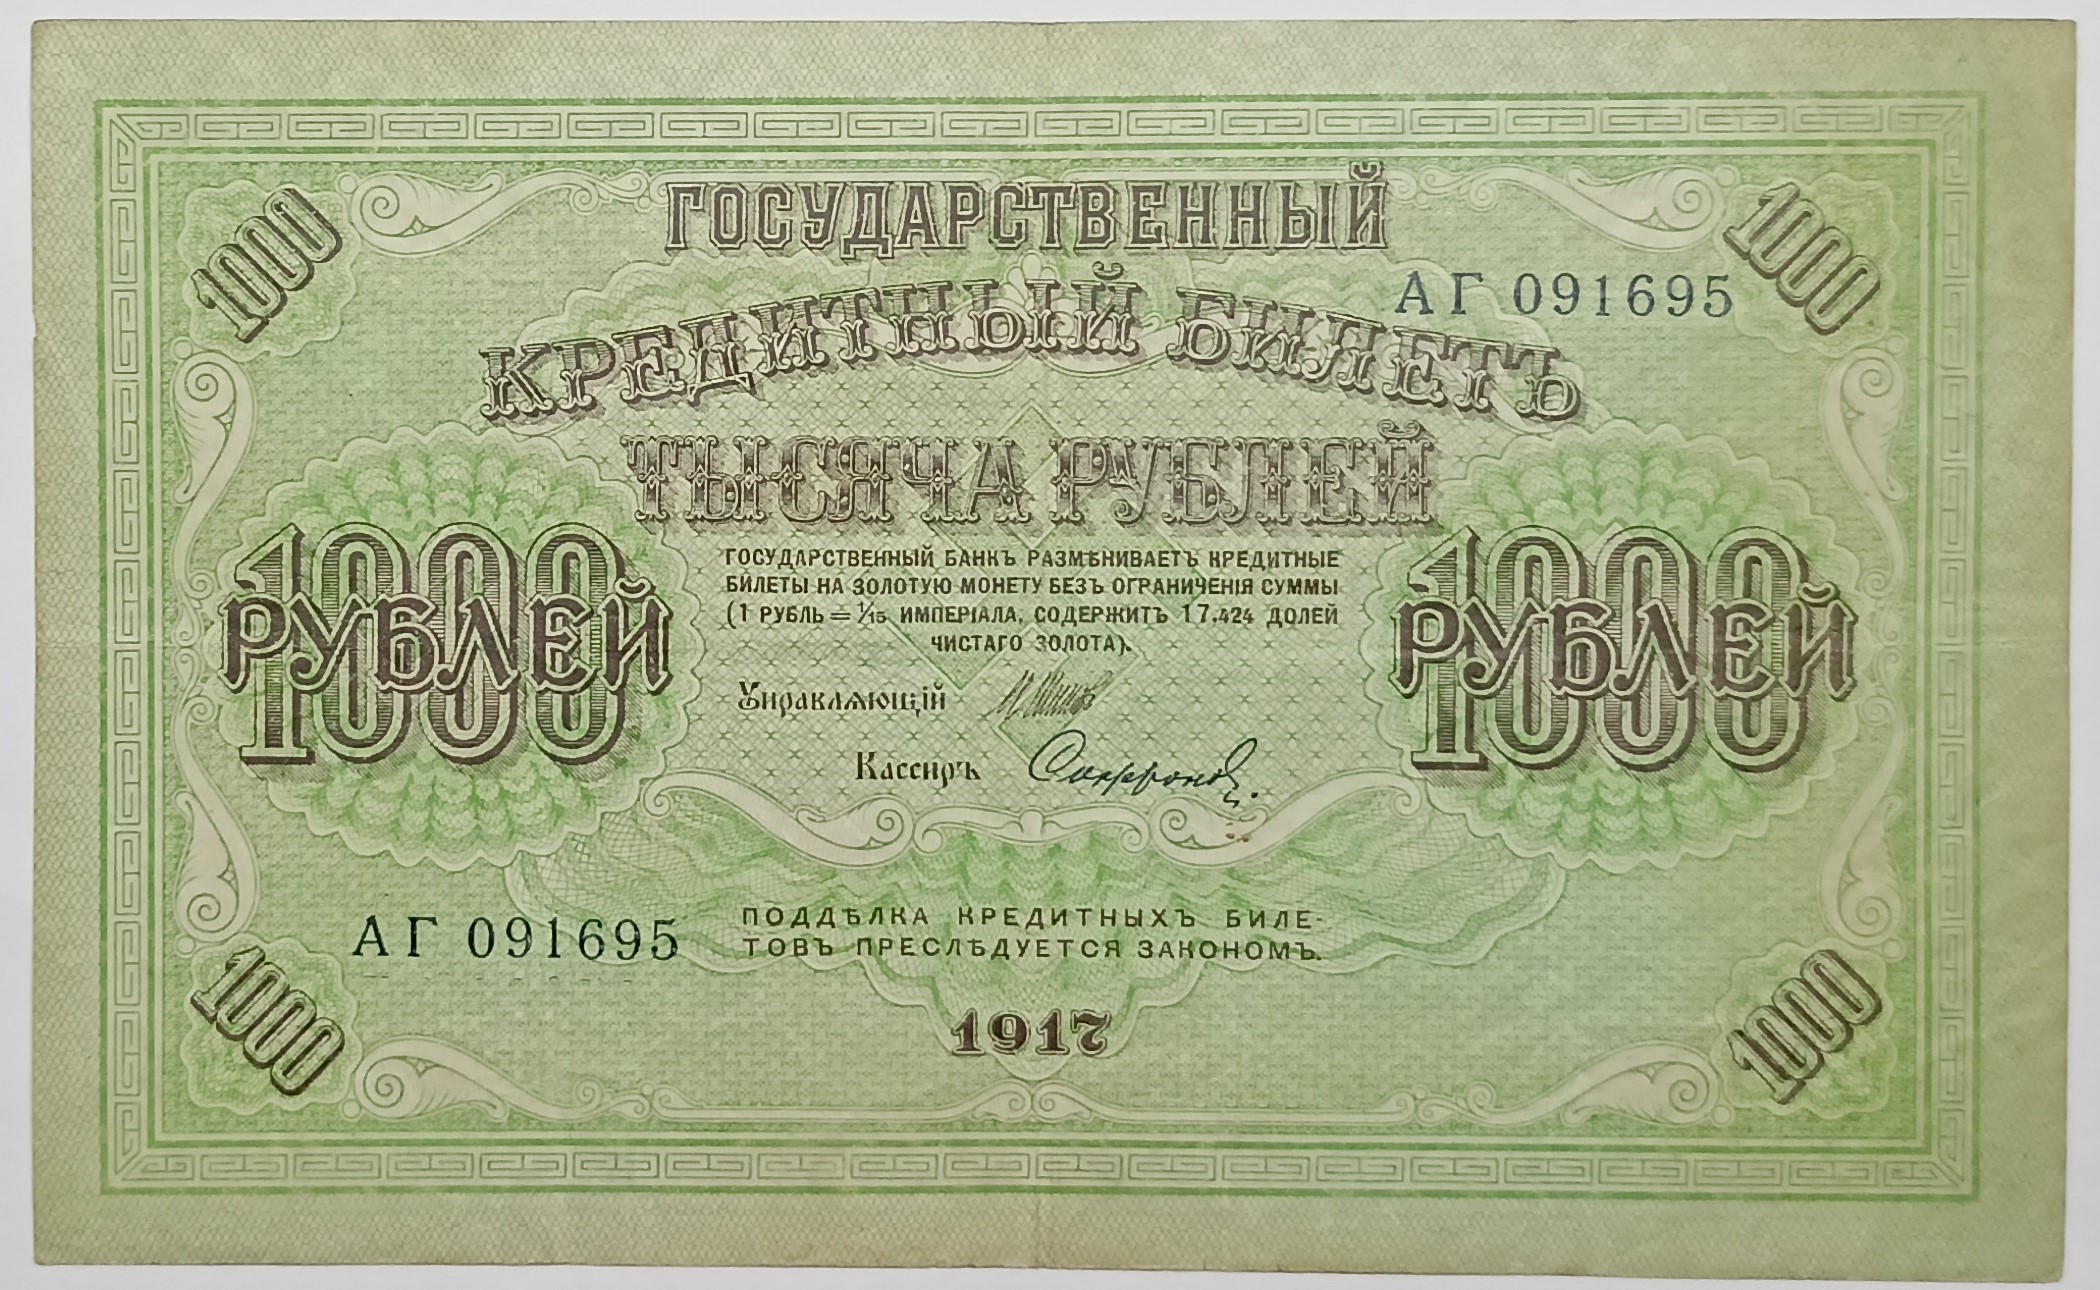 1000
1000
ГОСУДАРСТВЕННЫЙ
АГ 091695
КРЕДИТНЫЙ БИЛЕТЪ
ТЫСЯЧА РУБЛЕЙ
1000
РУБЛЕЙ
1000
РУБЛЕЙ
ГОСУДАРСТВЕННЫЙ БАНКЪ РАЗМѢНИВАЕТЪ КРЕДИТНЫЕ
БИЛЕТЫ НА ЗОЛОТУЮ МОНЕТУ БЕЗЪ ОГРАНИЧЕНІЯ СУММЫ
(1 РУБЛЬ = 1/15 ИМПЕРІАЛА, СОДЕРЖИТЪ 17.424 ДОЛЕЙ
ЧИСТАГО ЗОЛОТА).
Управляющій
Кассиръ Сафронов
АГ 091695
ПОДДѢЛКА КРЕДИТНЫХЪ БИЛЕ-
ТОВЪ ПРЕСЛѢДУЕТСЯ ЗАКОНОМЪ.
1917
1000
1000